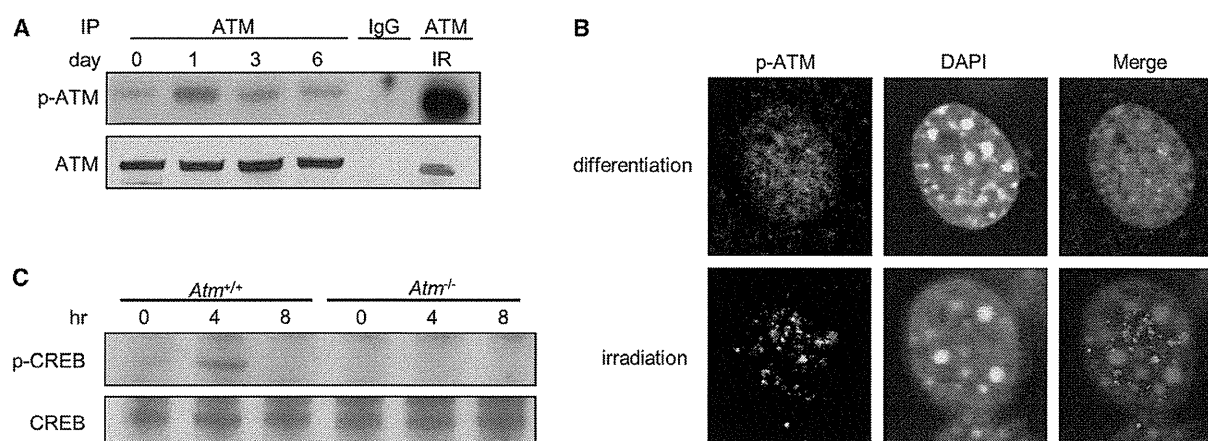 A
IP ATM IgG ATM
day 0 1 3 6 IR
p-ATM
ATM
B
p-ATM DAPI Merge
differentiation
irradiation
C
Atm+/+ Atm-/-
hr 0 4 8 0 4 8
p-CREB
CREB